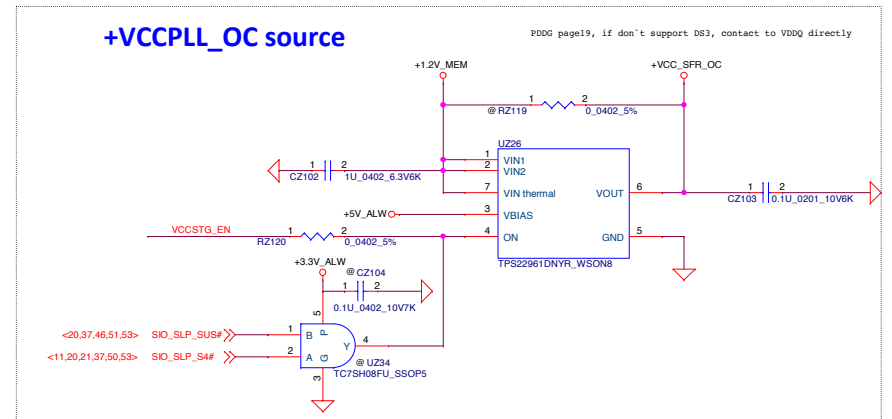 +VCCPLL_OC source
PDDG page19, if don`t support DS3, contact to VDDQ directly
+1.2V_MEM
+VCC_SFR_OC
1 2
@ RZ119 0_0402_5%
UZ26
1 VIN1
2 VIN2
1 2
CZ102 1U_0402_6.3V6K
7 VIN thermal VOUT 6
1 2
CZ103 0.1U_0201_10V6K
+5V_ALW 3 VBIAS
VCCSTG_EN 1 2 4 ON GND 5
RZ120 0_0402_5%
TPS22961DNYR_WSON8
+3.3V_ALW
@ CZ104
1 2
0.1U_0402_10V7K
5
<20,37,46,51,53> SIO_SLP_SUS# 1 B P
Y 4
<11,20,21,37,50,53> SIO_SLP_S4# 2 A G
@ UZ34
TC7SH08FU_SSOP5
3